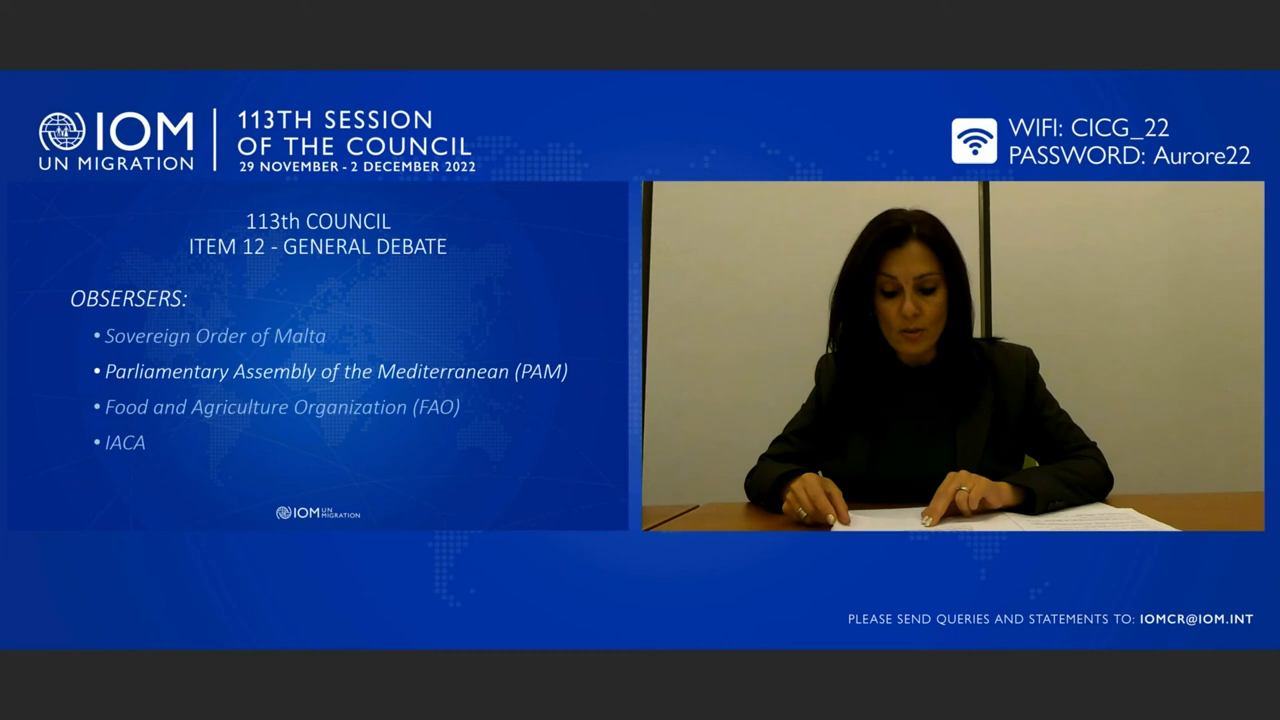 IOM
UN MIGRATION
113TH SESSION
OF THE COUNCIL
29 NOVEMBER - 2 DECEMBER 2022
WIFI: CICG_22
PASSWORD: Aurore22
113th COUNCIL
ITEM 12 - GENERAL DEBATE
OBSERSERS:
• Sovereign Order of Malta
• Parliamentary Assembly of the Mediterranean (PAM)
• Food and Agriculture Organization (FAO)
• IACA
IOM UN MIGRATION
PLEASE SEND QUERIES AND STATEMENTS TO: IOMCR@IOM.INT